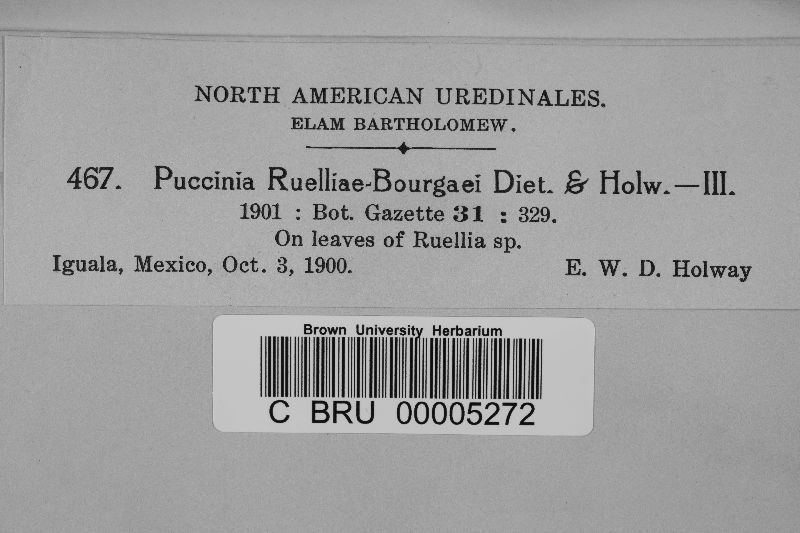 NORTH AMERICAN UREDINALES.
ELAM BARTHOLOMEW.
467. Puccinia Ruelliae-Bourgaei Diet. & Holw.—III.
1901 : Bot. Gazette 31 : 329.
On leaves of Ruellia sp.
Iguala, Mexico, Oct. 3, 1900. E. W. D. Holway
Brown University Herbarium
C BRU 00005272